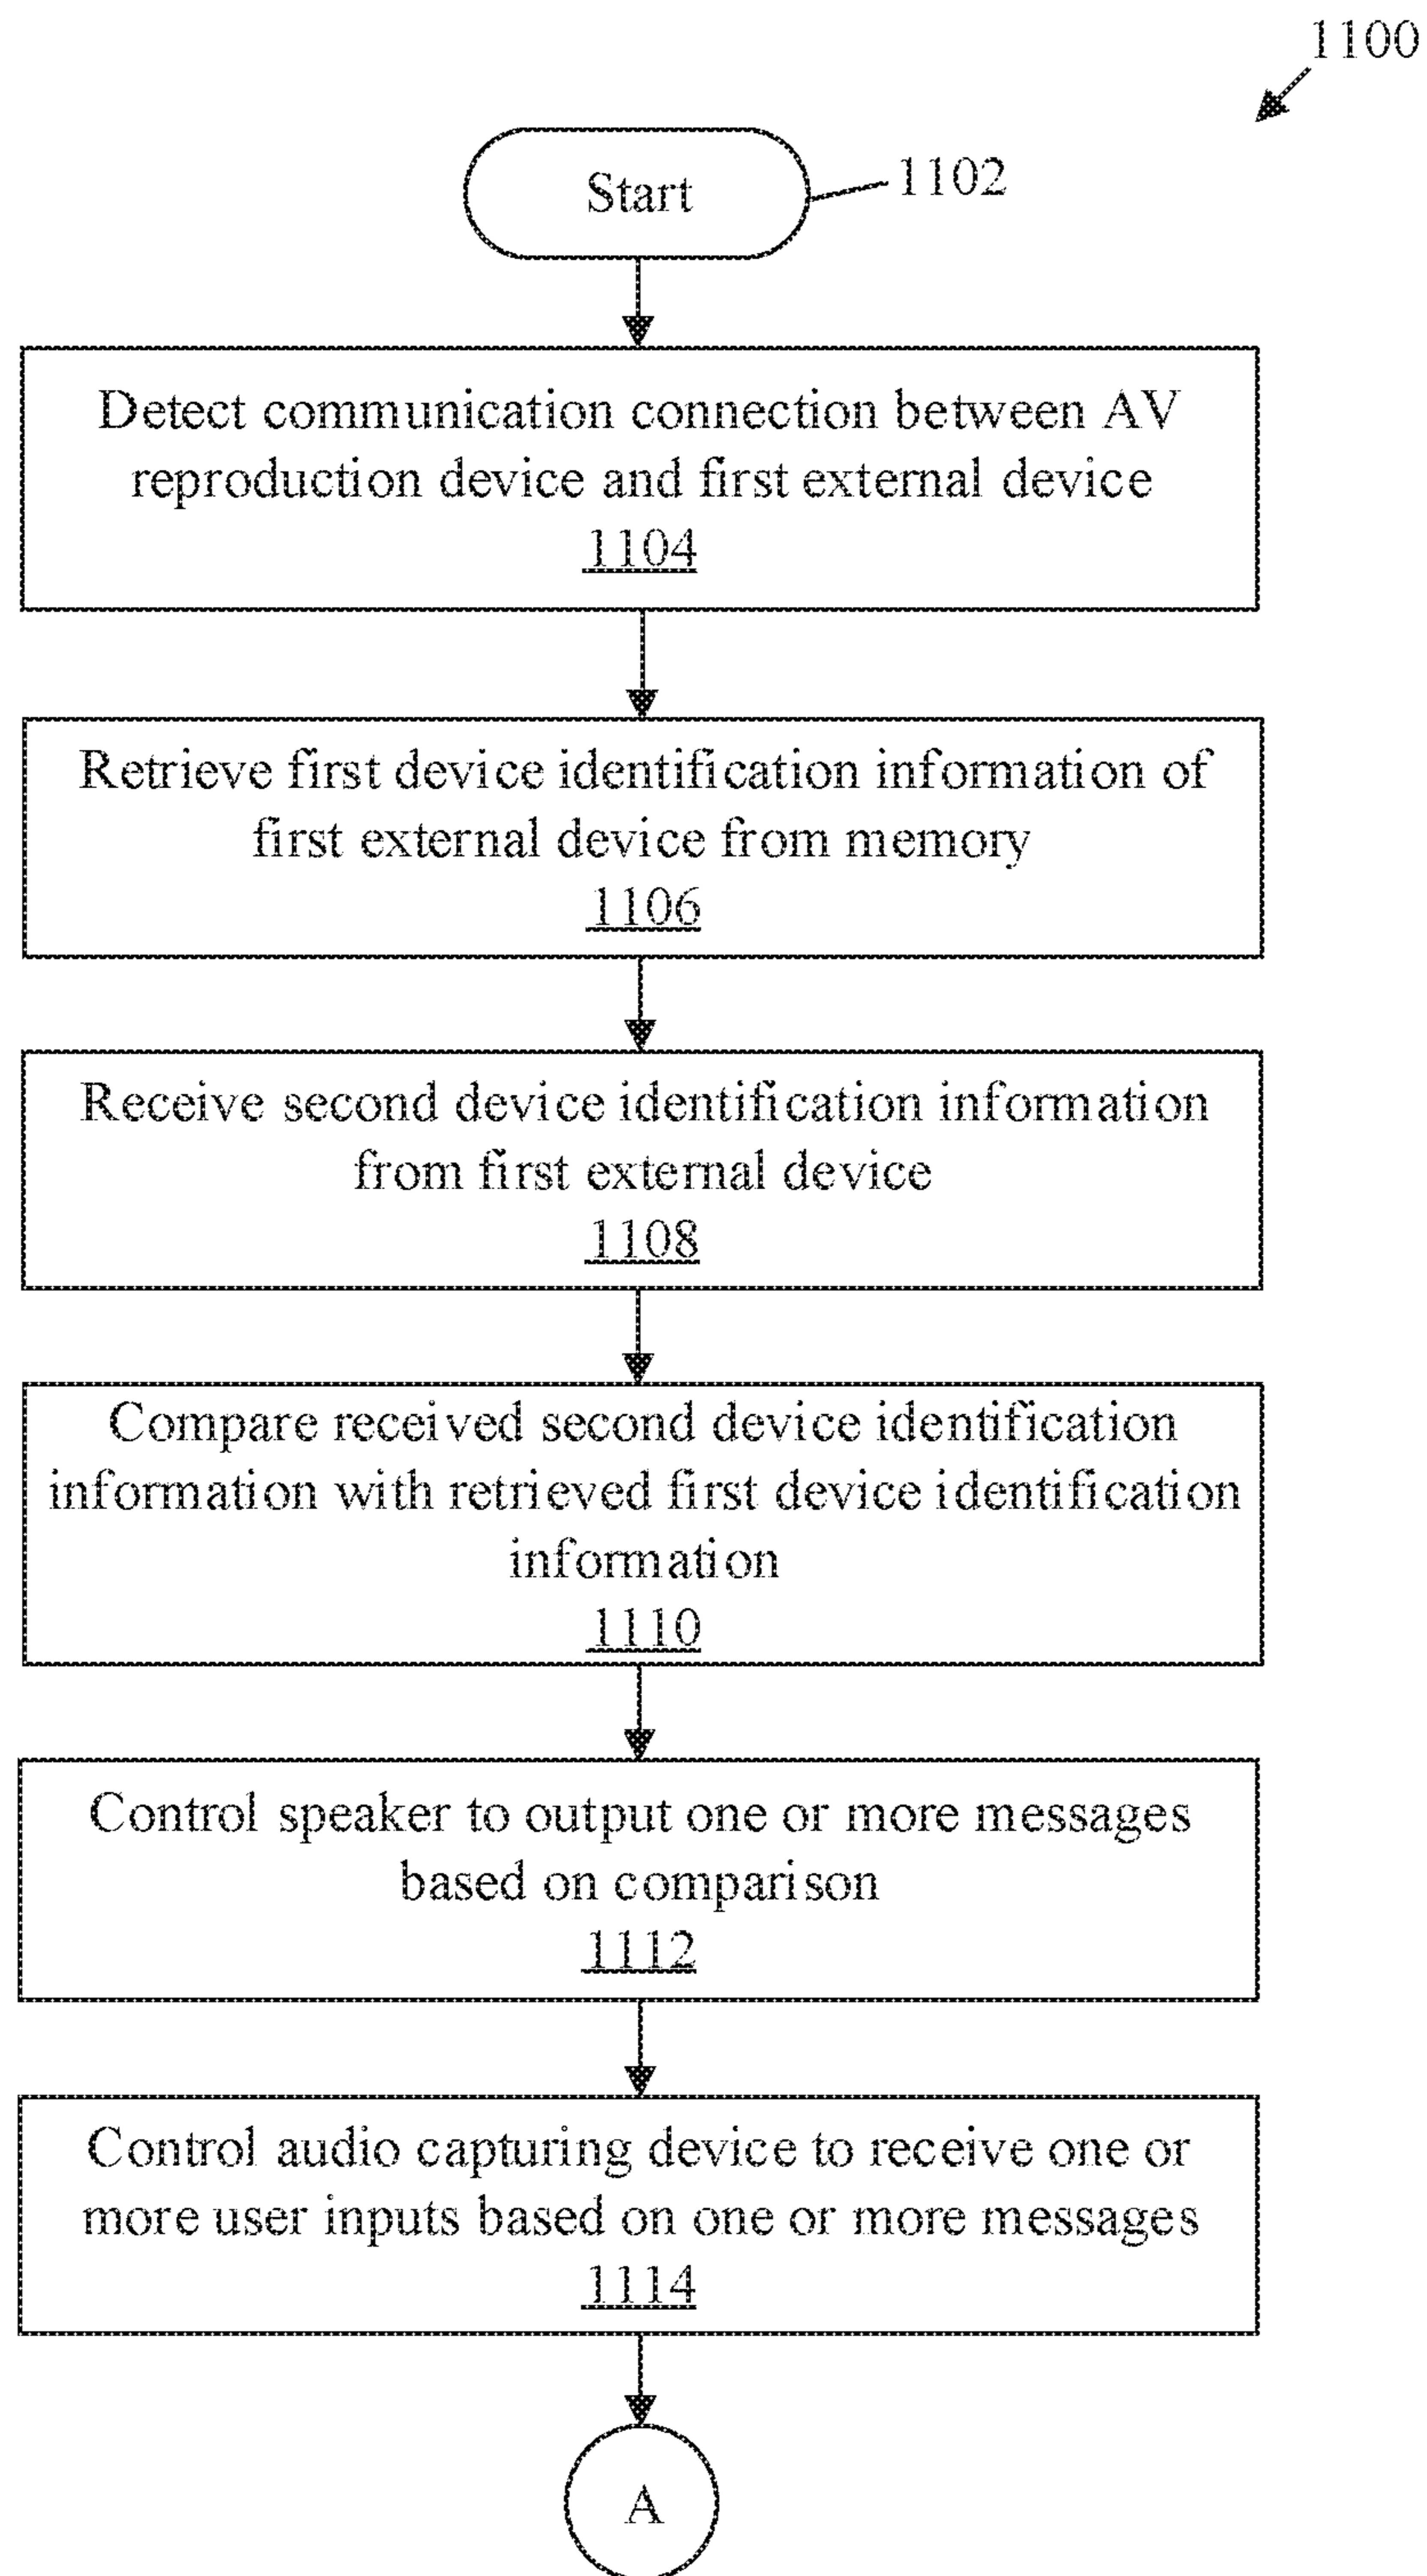 1100
Start
1102
Detect communication connection between AV
reproduction device and first external device
1104
Retrieve first device identification information of
first external device from memory
1106
Receive second device identification information
from first external device
1108
Compare received second device identification
information with retrieved first device identification
information
1110
Control speaker to output one or more messages
based on comparison
1112
Control audio capturing device to receive one or
more user inputs based on one or more messages
1114
A